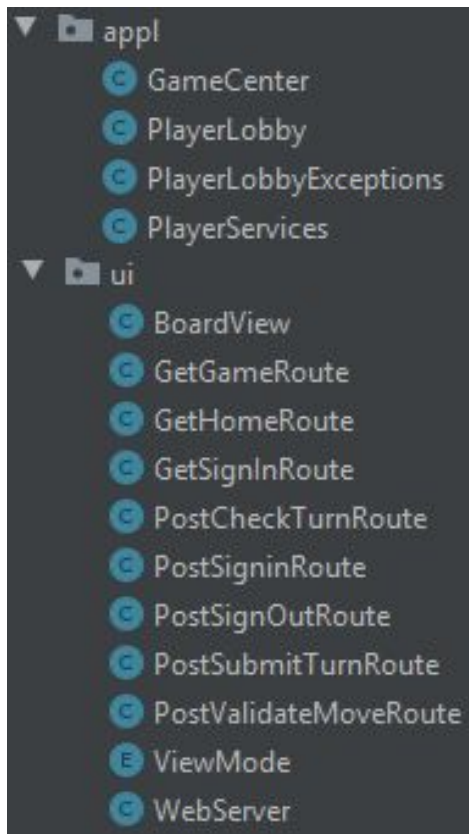 appl
C GameCenter
C PlayerLobby
C PlayerLobbyExceptions
C PlayerServices
ui
C BoardView
C GetGameRoute
C GetHomeRoute
C GetSignInRoute
C PostCheckTurnRoute
C PostSigninRoute
C PostSignOutRoute
C PostSubmitTurnRoute
C PostValidateMoveRoute
E ViewMode
C WebServer